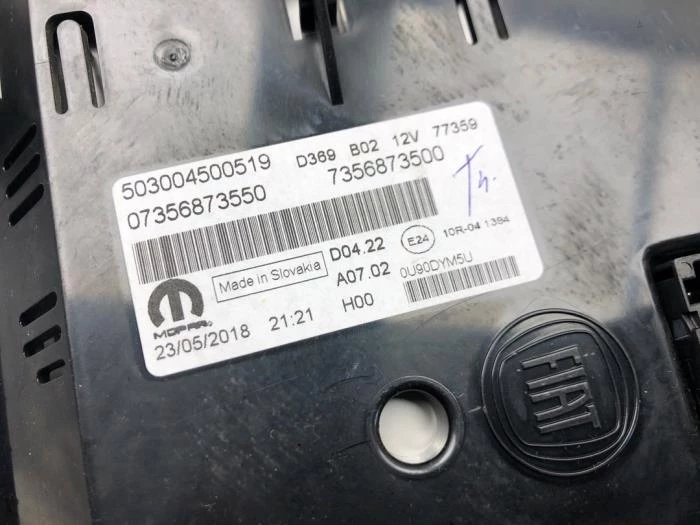 503004500519 D369 B02 12V 77359
07356873550 7356873500
Made in Slovakia D04.22 E24 10R-04 1394
A07.02 0U90DYM5U
MOPAR
23/05/2018 21:21 H00
FIAT